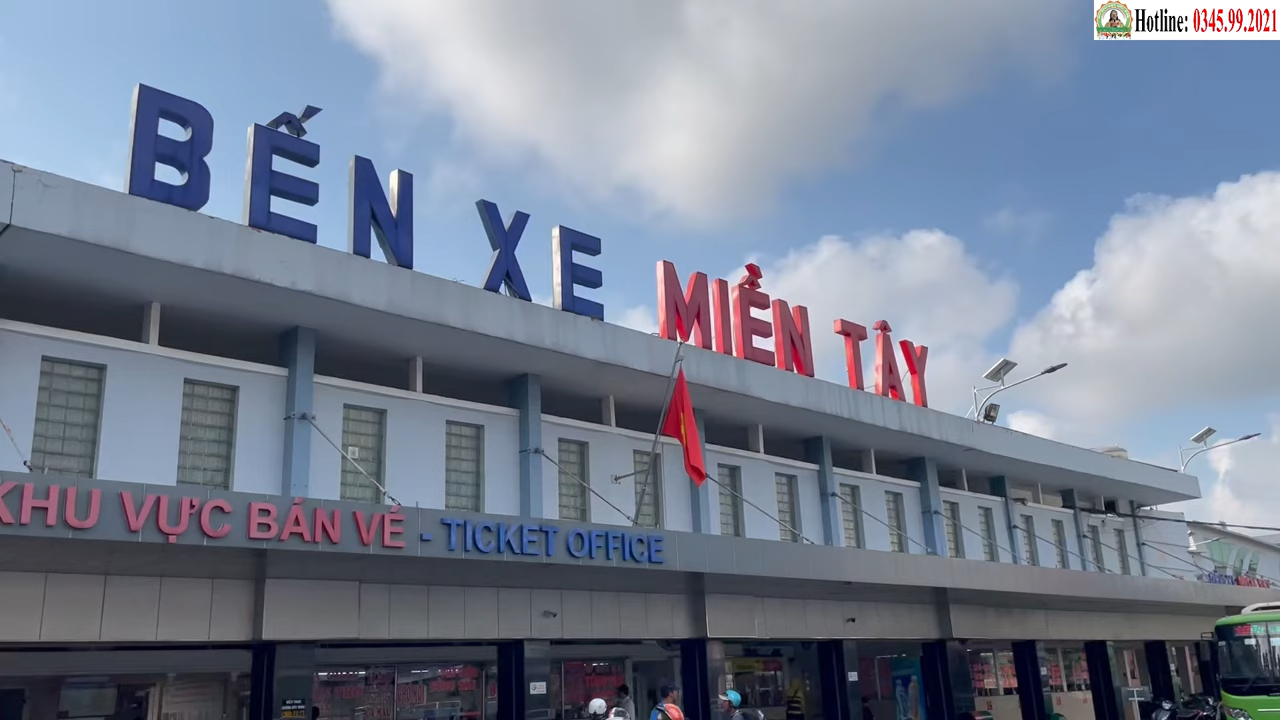 Hotline: 0345.99.2021
BẾN XE MIỀN TÂY
KHU VỰC BÁN VÉ - TICKET OFFICE